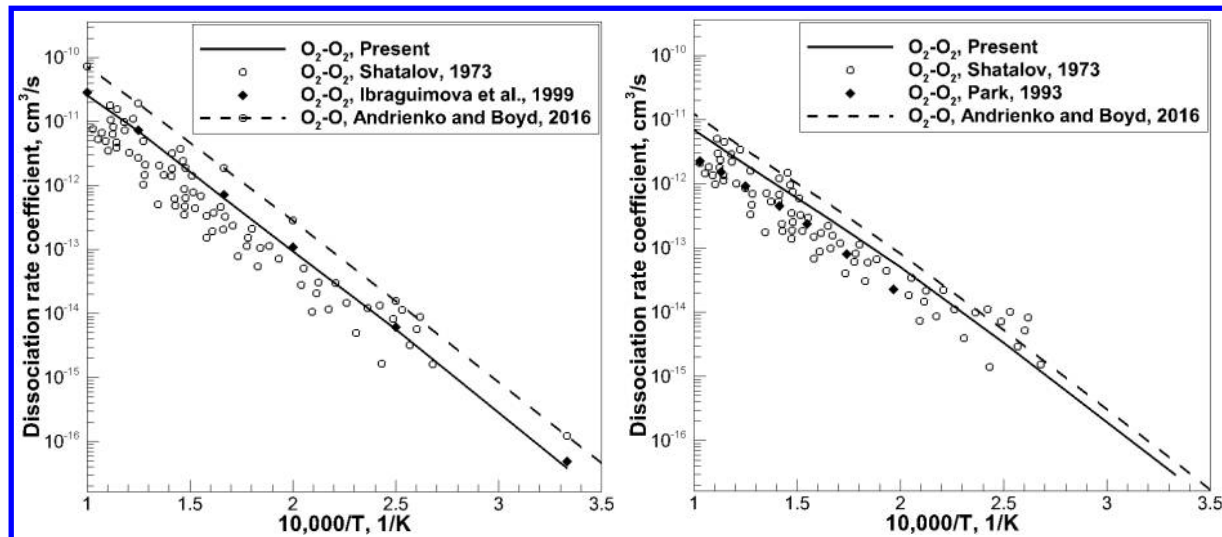 O₂-O₂, Present
O₂-O₂, Shatalov, 1973
O₂-O₂, Ibraguimova et al., 1999
O₂-O, Andrienko and Boyd, 2016
Dissociation rate coefficient, cm³/s
10⁻¹⁰
10⁻¹¹
10⁻¹²
10⁻¹³
10⁻¹⁴
10⁻¹⁵
10⁻¹⁶
1 1.5 2 2.5 3 3.5
10,000/T, 1/K
O₂-O₂, Present
O₂-O₂, Shatalov, 1973
O₂-O₂, Park, 1993
O₂-O, Andrienko and Boyd, 2016
Dissociation rate coefficient, cm³/s
10⁻¹⁰
10⁻¹¹
10⁻¹²
10⁻¹³
10⁻¹⁴
10⁻¹⁵
10⁻¹⁶
1 1.5 2 2.5 3 3.5
10,000/T, 1/K